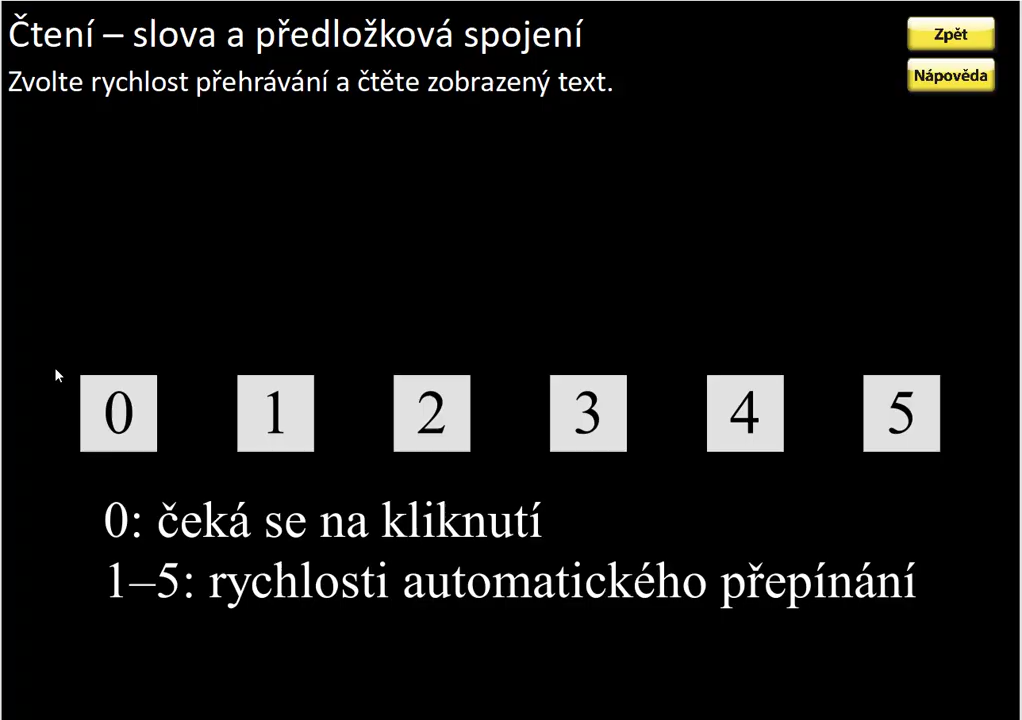 Čtení – slova a předložková spojení
Zpět
Zvolte rychlost přehrávání a čtěte zobrazený text.
Nápověda
0 1 2 3 4 5
0: čeká se na kliknutí
1–5: rychlosti automatického přepínání